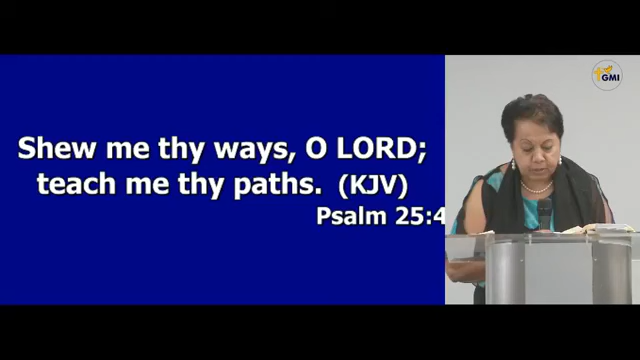 Shew me thy ways, O LORD;
teach me thy paths. (KJV)
Psalm 25:4
GMI